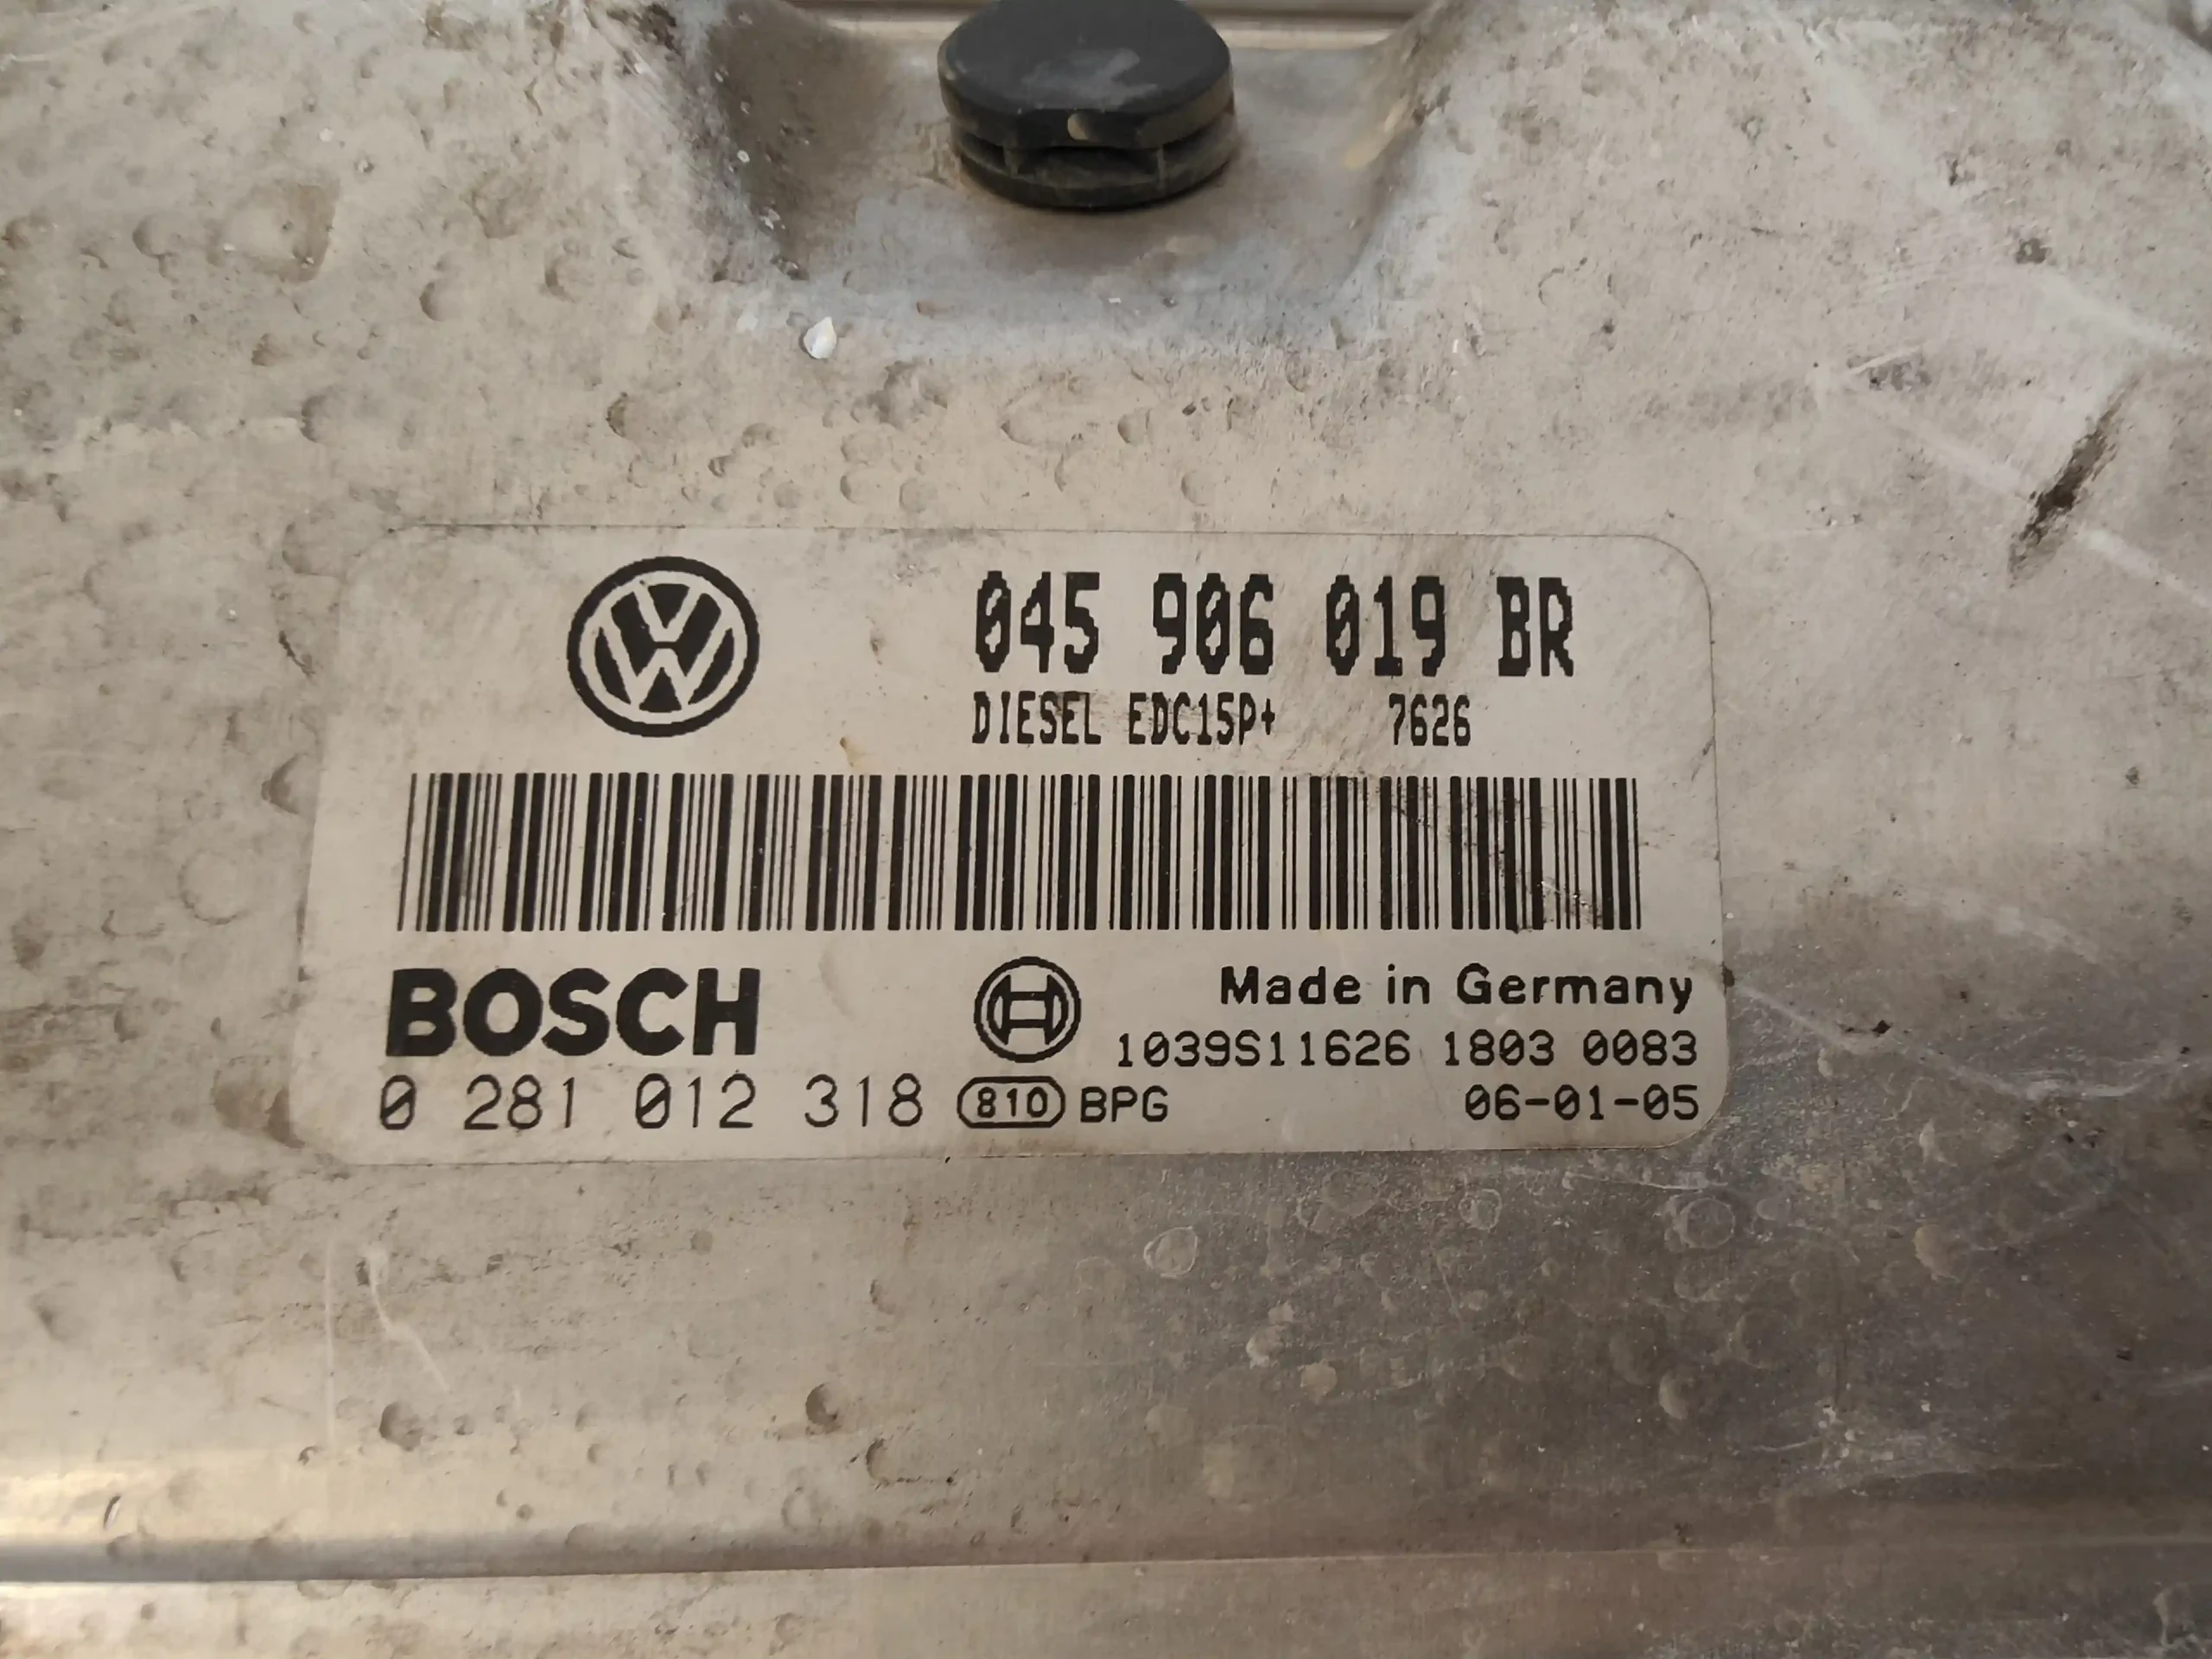 045 906 019 BR
DIESEL EDC15P+ 7626
BOSCH
Made in Germany
1039S11626 1803 0083
0 281 012 318 810 BPG 06-01-05